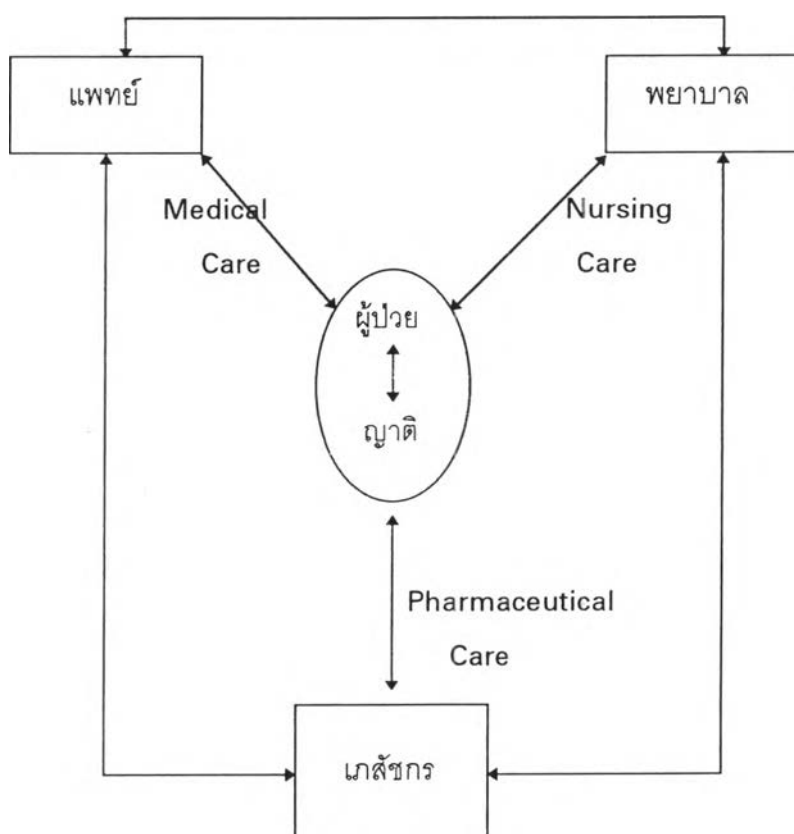 แพทย์
พยาบาล
Medical
Care
Nursing
Care
ผู้ป่วย
ญาติ
Pharmaceutical
Care
เภสัชกร